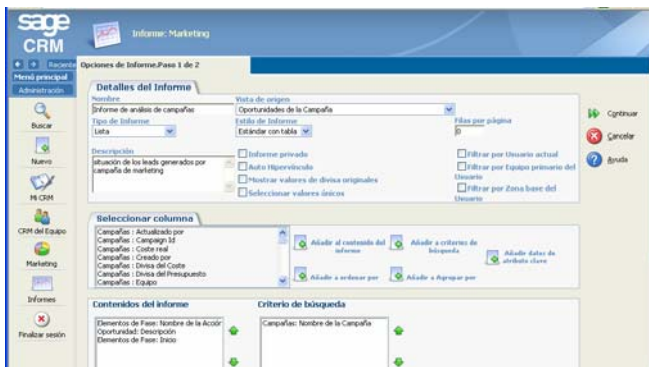 sage
CRM
Informe: Marketing
Reciente
Opciones de Informe.Paso 1 de 2
Menú principal
Administración
Buscar
Nuevo
Mi CRM
CRM del Equipo
Marketing
Informes
Finalizar sesión
Detalles del Informe
Nombre
Vista de origen
Informe de análisis de campañas
Oportunidades de la Campaña
Tipo de Informe
Estilo de Informe
Filas por página
Lista
Estándar con tabla
0
Descripción
situación de los leads generados por
campaña de marketing
Informe privado
Auto Hipervínculo
Mostrar valores de divisa originales
Seleccionar valores únicos
Filtrar por Usuario actual
Filtrar por Equipo primario del
Usuario
Filtrar por Zona base del
Usuario
Continuar
Cancelar
Ayuda
Seleccionar columna
Campañas : Actualizado por
Campañas : Campaign Id
Campañas : Coste real
Campañas : Creado por
Campañas : Divisa del Coste
Campañas : Divisa del Presupuesto
Campañas : Equipo
Añadir al contenido del
informe
Añadir a criterios de
búsqueda
Añadir datos de
atributo clave
Añadir a ordenar por
Añadir a Agrupar por
Contenidos del informe
Criterio de búsqueda
Elementos de Fase: Nombre de la Acción
Oportunidad: Descripción
Elementos de Fase: Inicio
Campañas: Nombre de la Campaña